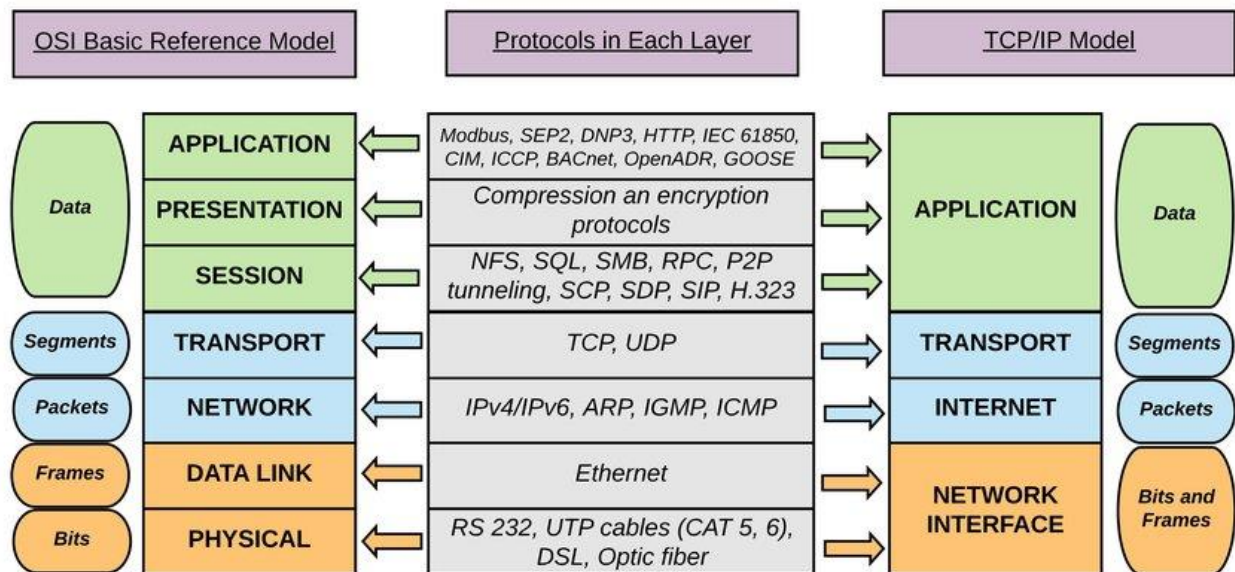 OSI Basic Reference Model
Protocols in Each Layer
TCP/IP Model
Data
APPLICATION
Modbus, SEP2, DNP3, HTTP, IEC 61850,
CIM, ICCP, BACnet, OpenADR, GOOSE
PRESENTATION
Compression an encryption
protocols
SESSION
NFS, SQL, SMB, RPC, P2P
tunneling, SCP, SDP, SIP, H.323
APPLICATION
Data
Segments
TRANSPORT
TCP, UDP
TRANSPORT
Segments
Packets
NETWORK
IPv4/IPv6, ARP, IGMP, ICMP
INTERNET
Packets
Frames
DATA LINK
Ethernet
Bits
PHYSICAL
RS 232, UTP cables (CAT 5, 6),
DSL, Optic fiber
NETWORK
INTERFACE
Bits and
Frames